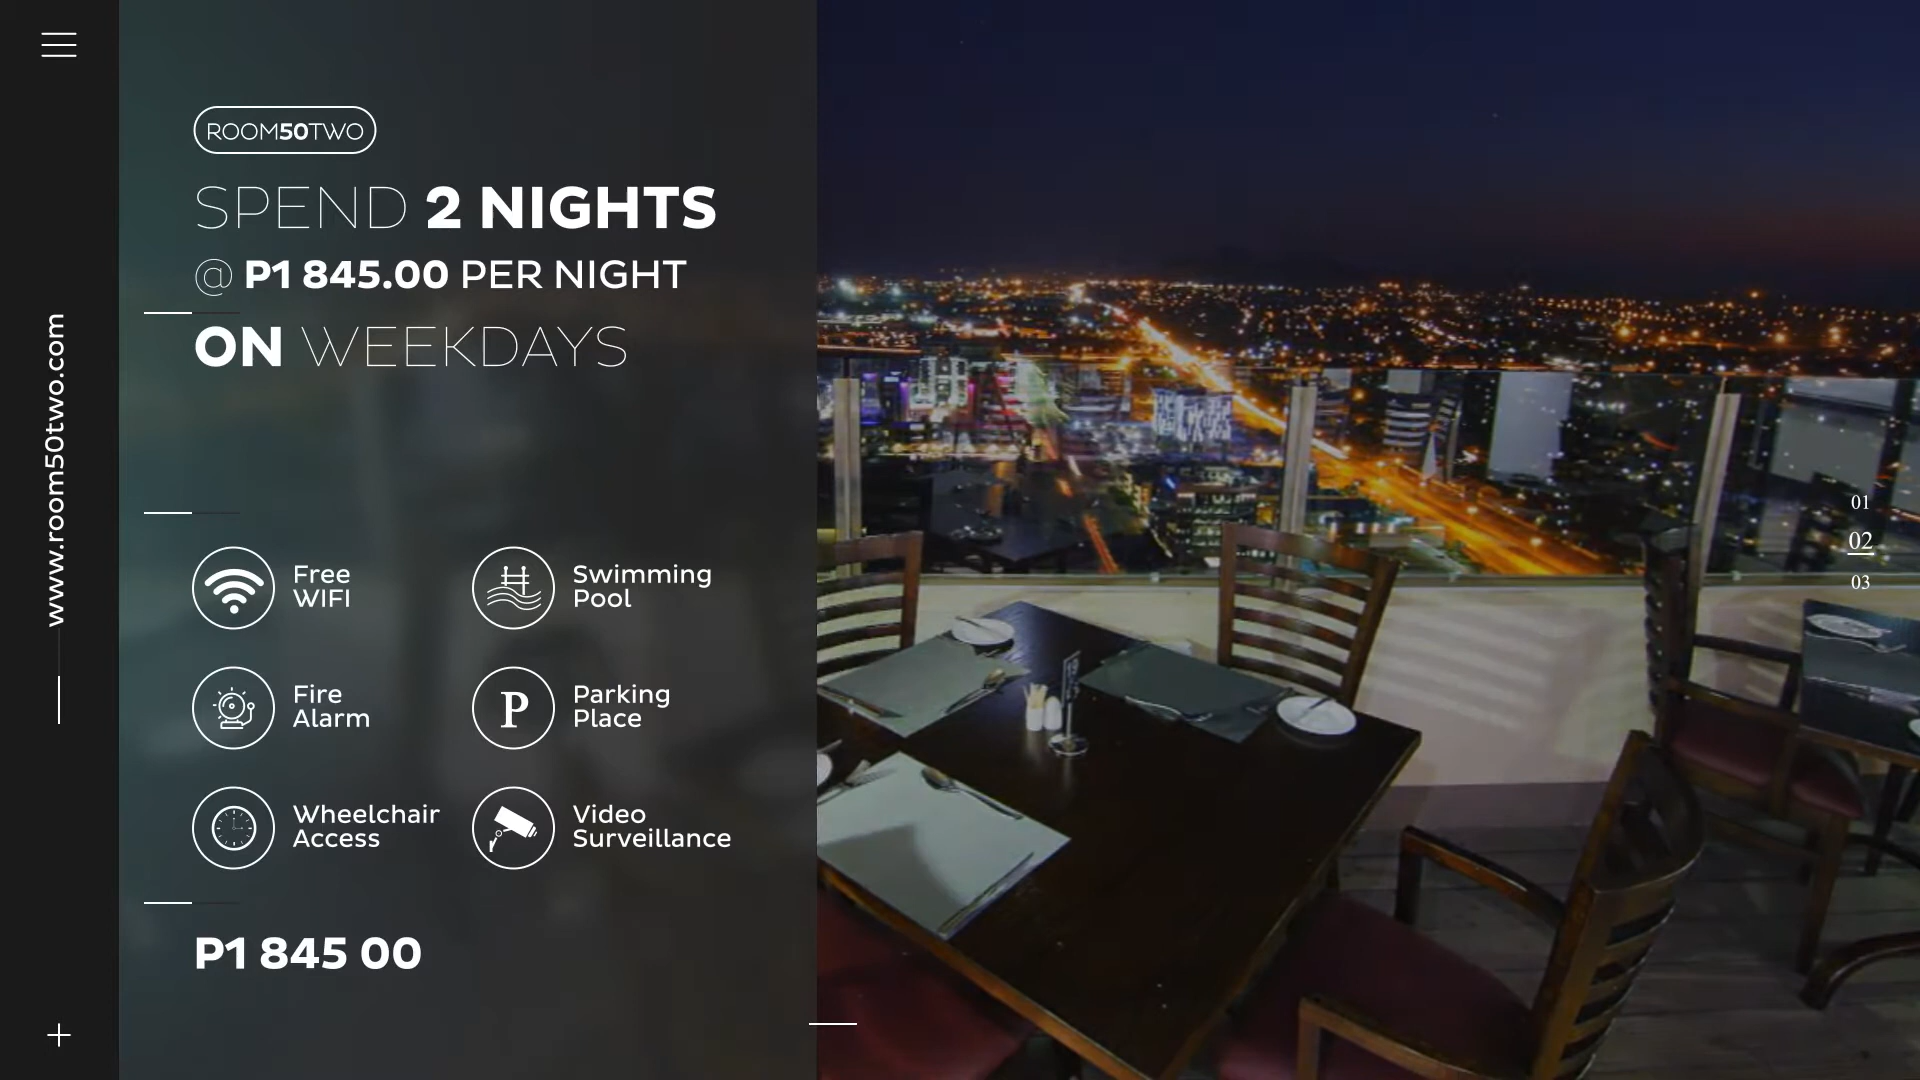 ROOM50TWO
SPEND 2 NIGHTS
@ P1 845.00 PER NIGHT
ON WEEKDAYS
www.room50two.com
Free
WIFI
Swimming
Pool
Fire
Alarm
P
Parking
Place
Wheelchair
Access
Video
Surveillance
P1 845 00
01
02
03